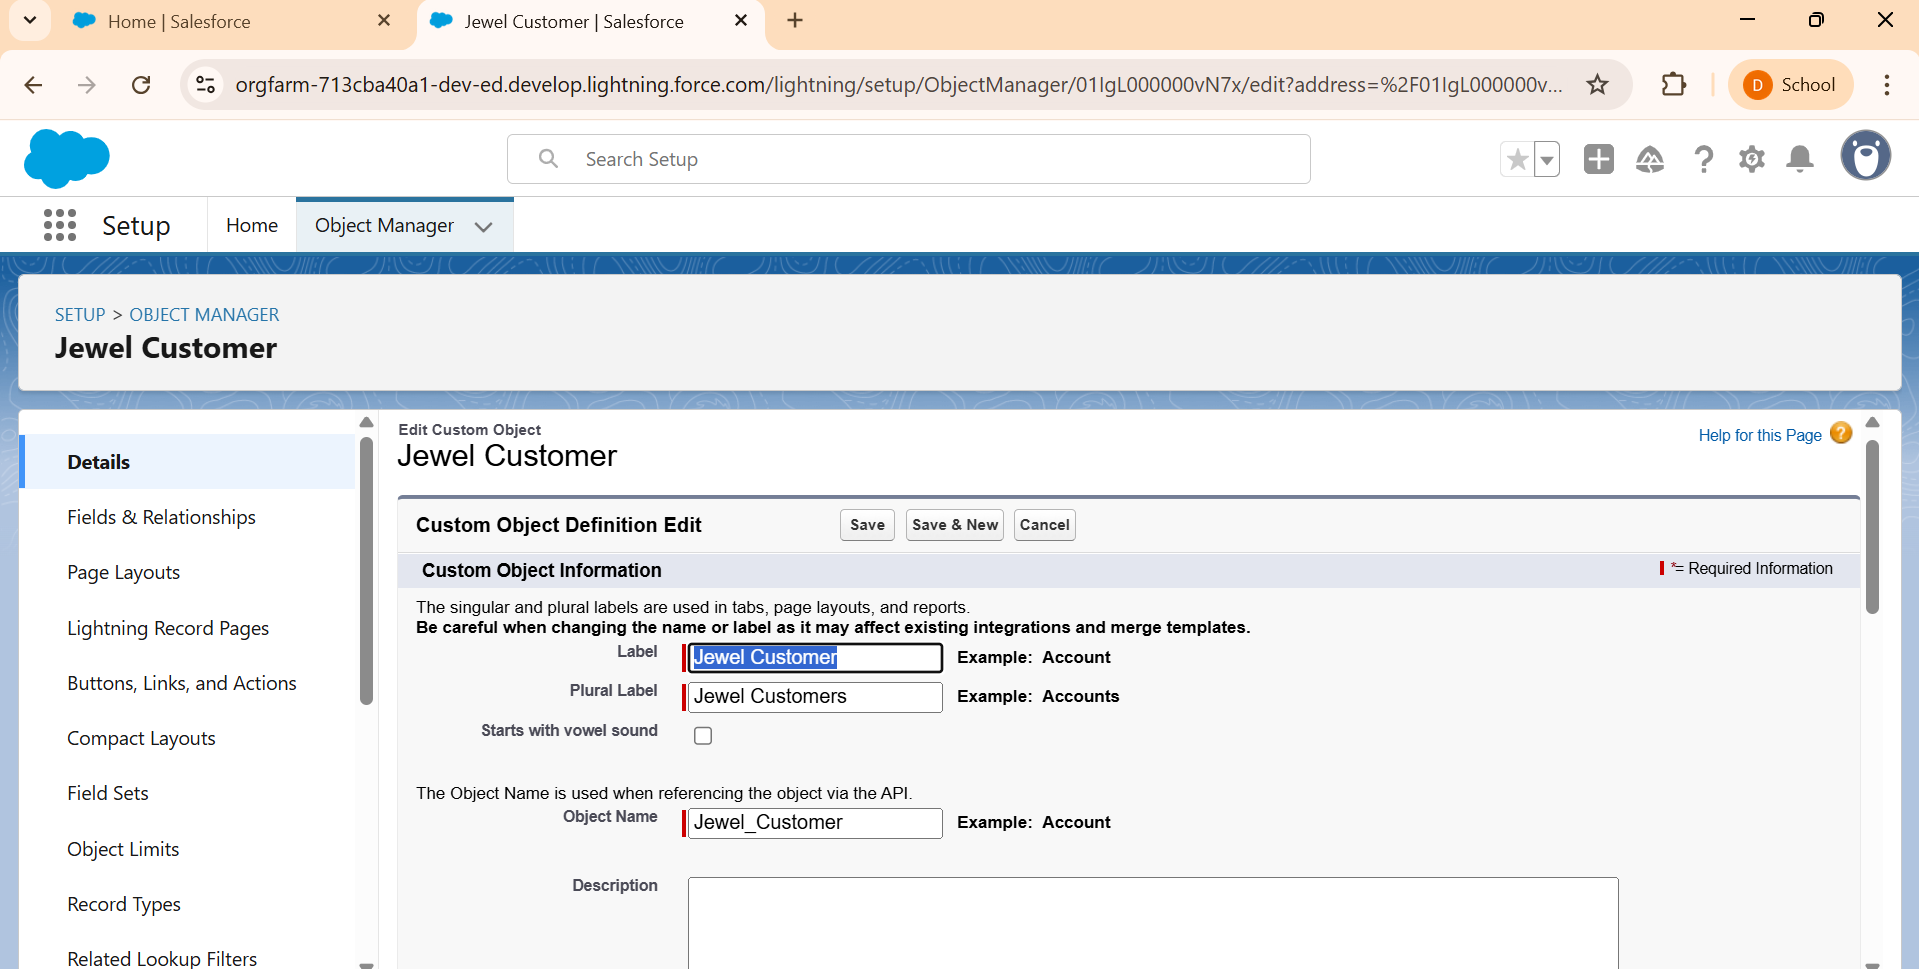 Home | Salesforce
Jewel Customer | Salesforce
orgfarm-713cba40a1-dev-ed.develop.lightning.force.com/lightning/setup/ObjectManager/01IgL000000vN7x/edit?address=%2F01IgL000000v...
D School
Search Setup
Setup
Home
Object Manager
SETUP > OBJECT MANAGER
Jewel Customer
Details
Fields & Relationships
Page Layouts
Lightning Record Pages
Buttons, Links, and Actions
Compact Layouts
Field Sets
Object Limits
Record Types
Related Lookup Filters
Edit Custom Object
Jewel Customer
Help for this Page ?
Custom Object Definition Edit
Save
Save & New
Cancel
Custom Object Information
*= Required Information
The singular and plural labels are used in tabs, page layouts, and reports.
Be careful when changing the name or label as it may affect existing integrations and merge templates.
Label Jewel Customer Example: Account
Plural Label Jewel Customers Example: Accounts
Starts with vowel sound
The Object Name is used when referencing the object via the API.
Object Name Jewel_Customer Example: Account
Description